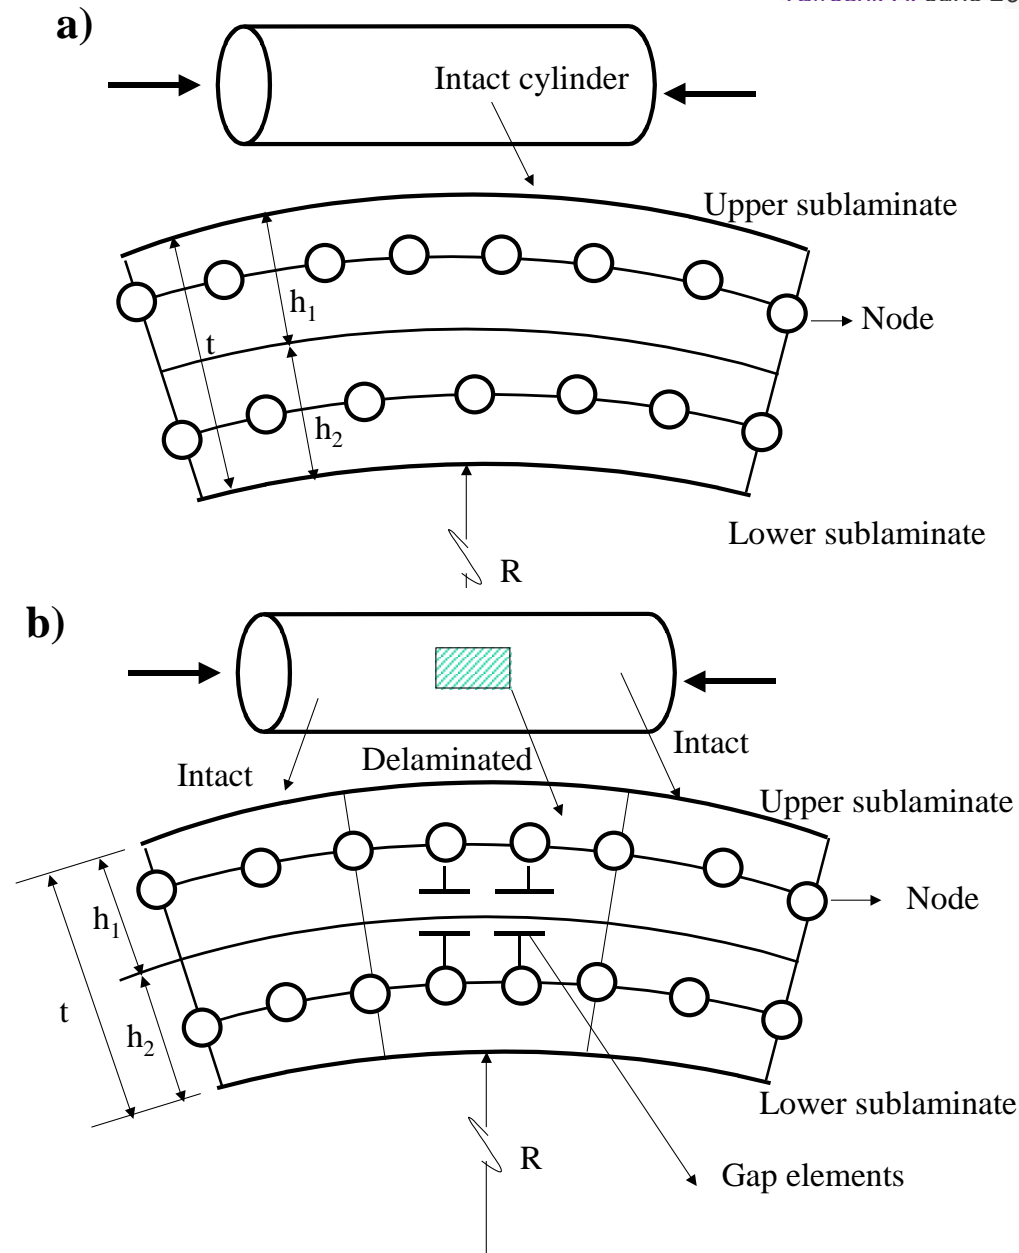 a)
Intact cylinder
Upper sublaminate
h1
Node
t
h2
Lower sublaminate
R
b)
Intact
Delaminated
Intact
Upper sublaminate
Node
h1
t
h2
Lower sublaminate
R
Gap elements